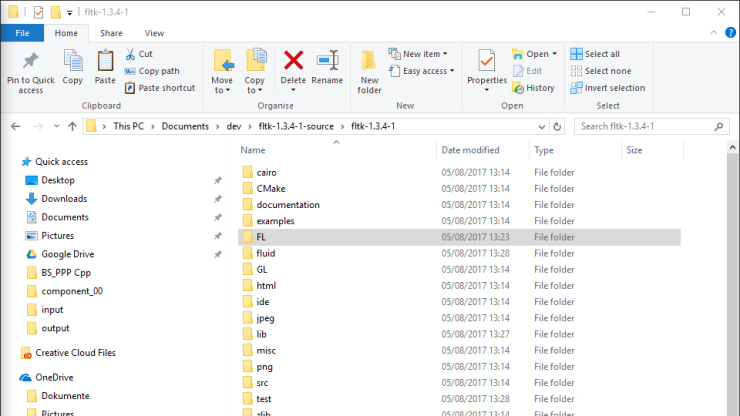 fltk-1.3.4-1
File Home Share View
Pin to Quick access
Copy
Paste
Cut
Copy path
Paste shortcut
Clipboard
Move to
Copy to
Delete
Rename
Organise
New folder
New item
Easy access
New
Properties
Open
Edit
History
Open
Select all
Select none
Invert selection
Select
This PC > Documents > dev > fltk-1.3.4-1-source > fltk-1.3.4-1
Search fltk-1.3.4-1
Quick access
Desktop
Downloads
Documents
Pictures
Google Drive
BS_PPP Cpp
component_00
input
output
Creative Cloud Files
OneDrive
Dokumente
Pictures
Name Date modified Type Size
cairo 05/08/2017 13:14 File folder
CMake 05/08/2017 13:14 File folder
documentation 05/08/2017 13:14 File folder
examples 05/08/2017 13:14 File folder
FL 05/08/2017 13:23 File folder
fluid 05/08/2017 13:28 File folder
GL 05/08/2017 13:14 File folder
html 05/08/2017 13:14 File folder
ide 05/08/2017 13:14 File folder
jpeg 05/08/2017 13:14 File folder
lib 05/08/2017 13:27 File folder
misc 05/08/2017 13:14 File folder
png 05/08/2017 13:14 File folder
src 05/08/2017 13:14 File folder
test 05/08/2017 13:28 File folder
zlib 05/08/2017 13:14 File folder